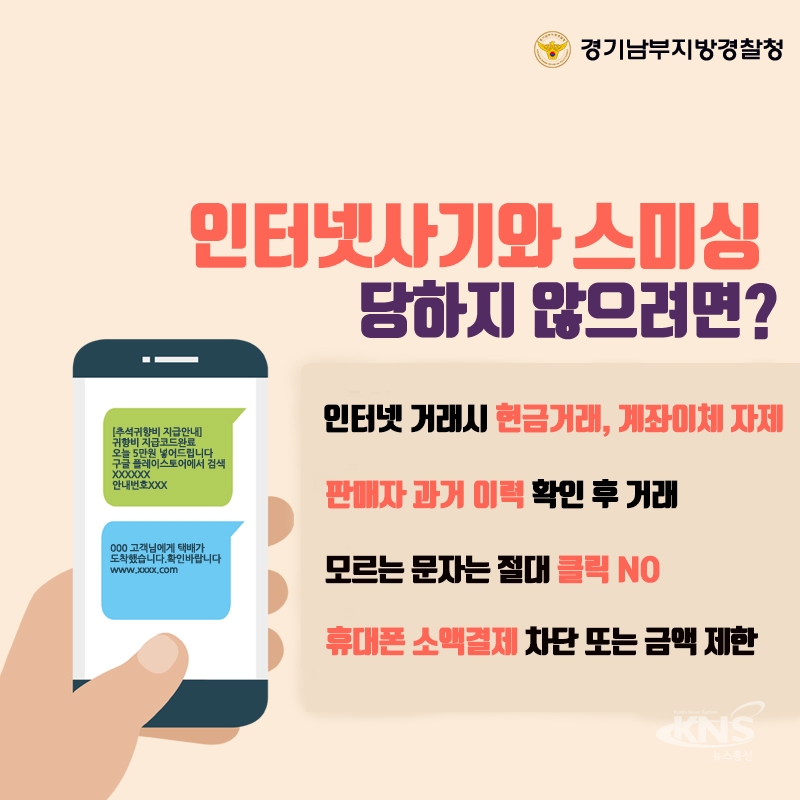 경기남부지방경찰청
인터넷사기와 스미싱
당하지 않으려면?
[추석귀향비 지급안내]
귀향비 지급코드완료
오늘 5만원 넣어드립니다
구글 플레이스토어에서 검색
XXXXXX
안내번호XXX
000 고객님에게 택배가
도착했습니다.확인바랍니다
www.xxxx.com
인터넷 거래시 현금거래, 계좌이체 자제
판매자 과거 이력 확인 후 거래
모르는 문자는 절대 클릭 NO
휴대폰 소액결제 차단 또는 금액 제한
KNS
뉴스통신